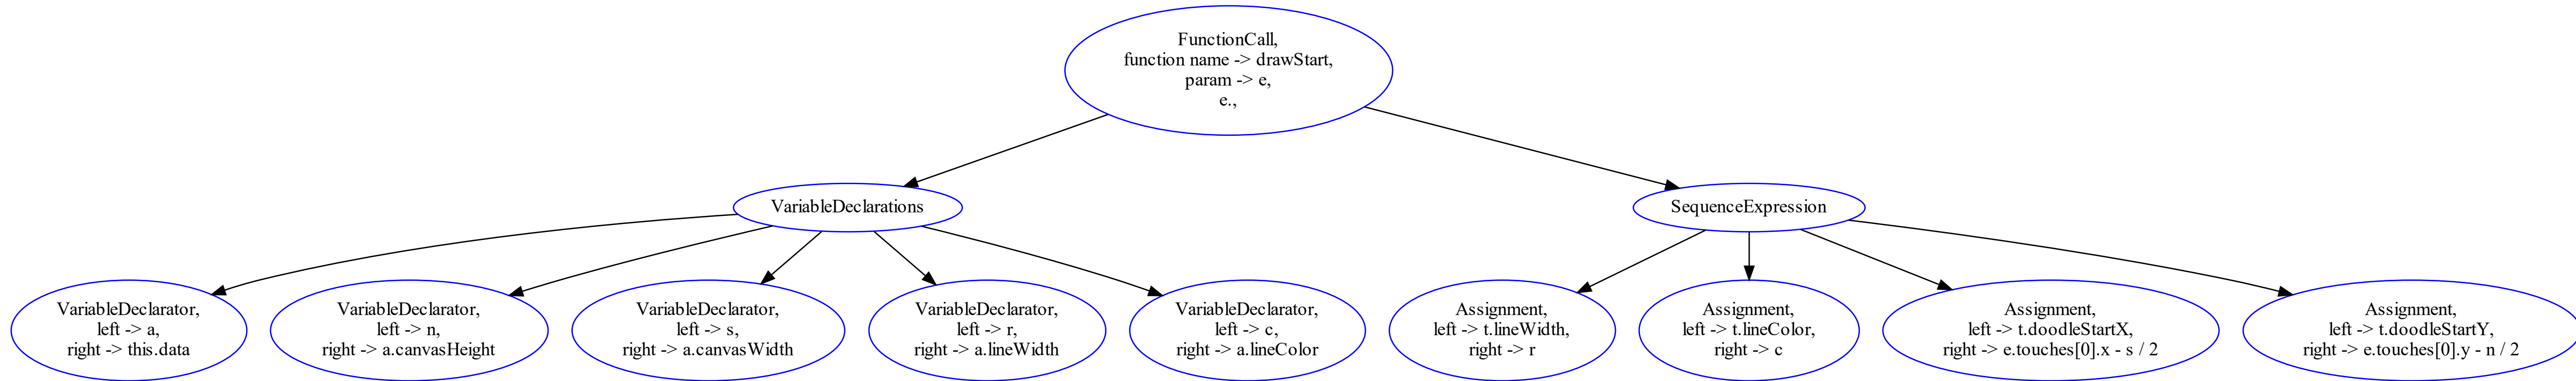 FunctionCall,
function name -> drawStart,
param -> e,
e.,
VariableDeclarations
SequenceExpression
VariableDeclarator,
left -> a,
right -> this.data
VariableDeclarator,
left -> n,
right -> a.canvasHeight
VariableDeclarator,
left -> s,
right -> a.canvasWidth
VariableDeclarator,
left -> r,
right -> a.lineWidth
VariableDeclarator,
left -> c,
right -> a.lineColor
Assignment,
left -> t.lineWidth,
right -> r
Assignment,
left -> t.lineColor,
right -> c
Assignment,
left -> t.doodleStartX,
right -> e.touches[0].x - s / 2
Assignment,
left -> t.doodleStartY,
right -> e.touches[0].y - n / 2